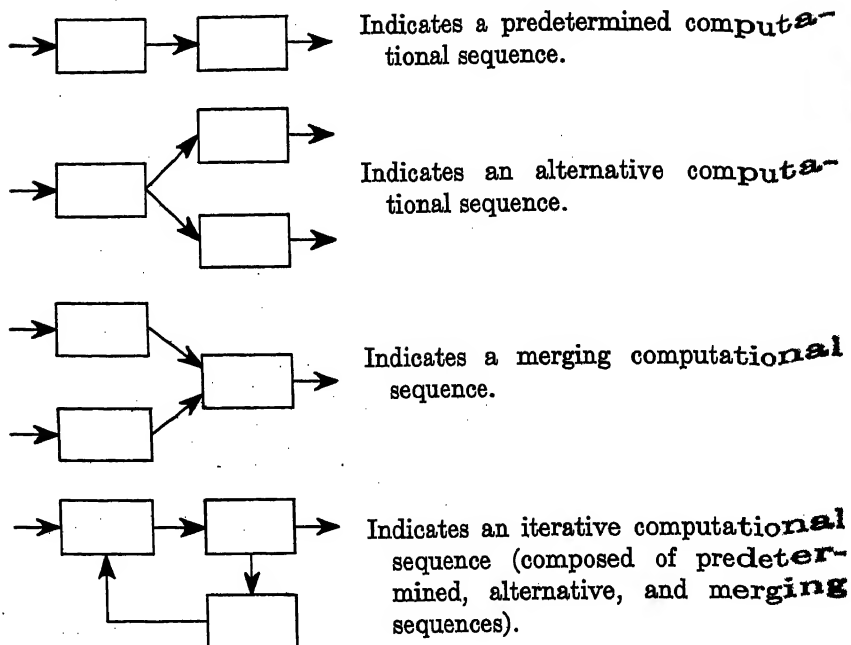 Indicates a predetermined computa-
tional sequence.
Indicates an alternative computa-
tional sequence.
Indicates a merging computational
sequence.
Indicates an iterative computational
sequence (composed of predeter-
mined, alternative, and merging
sequences).